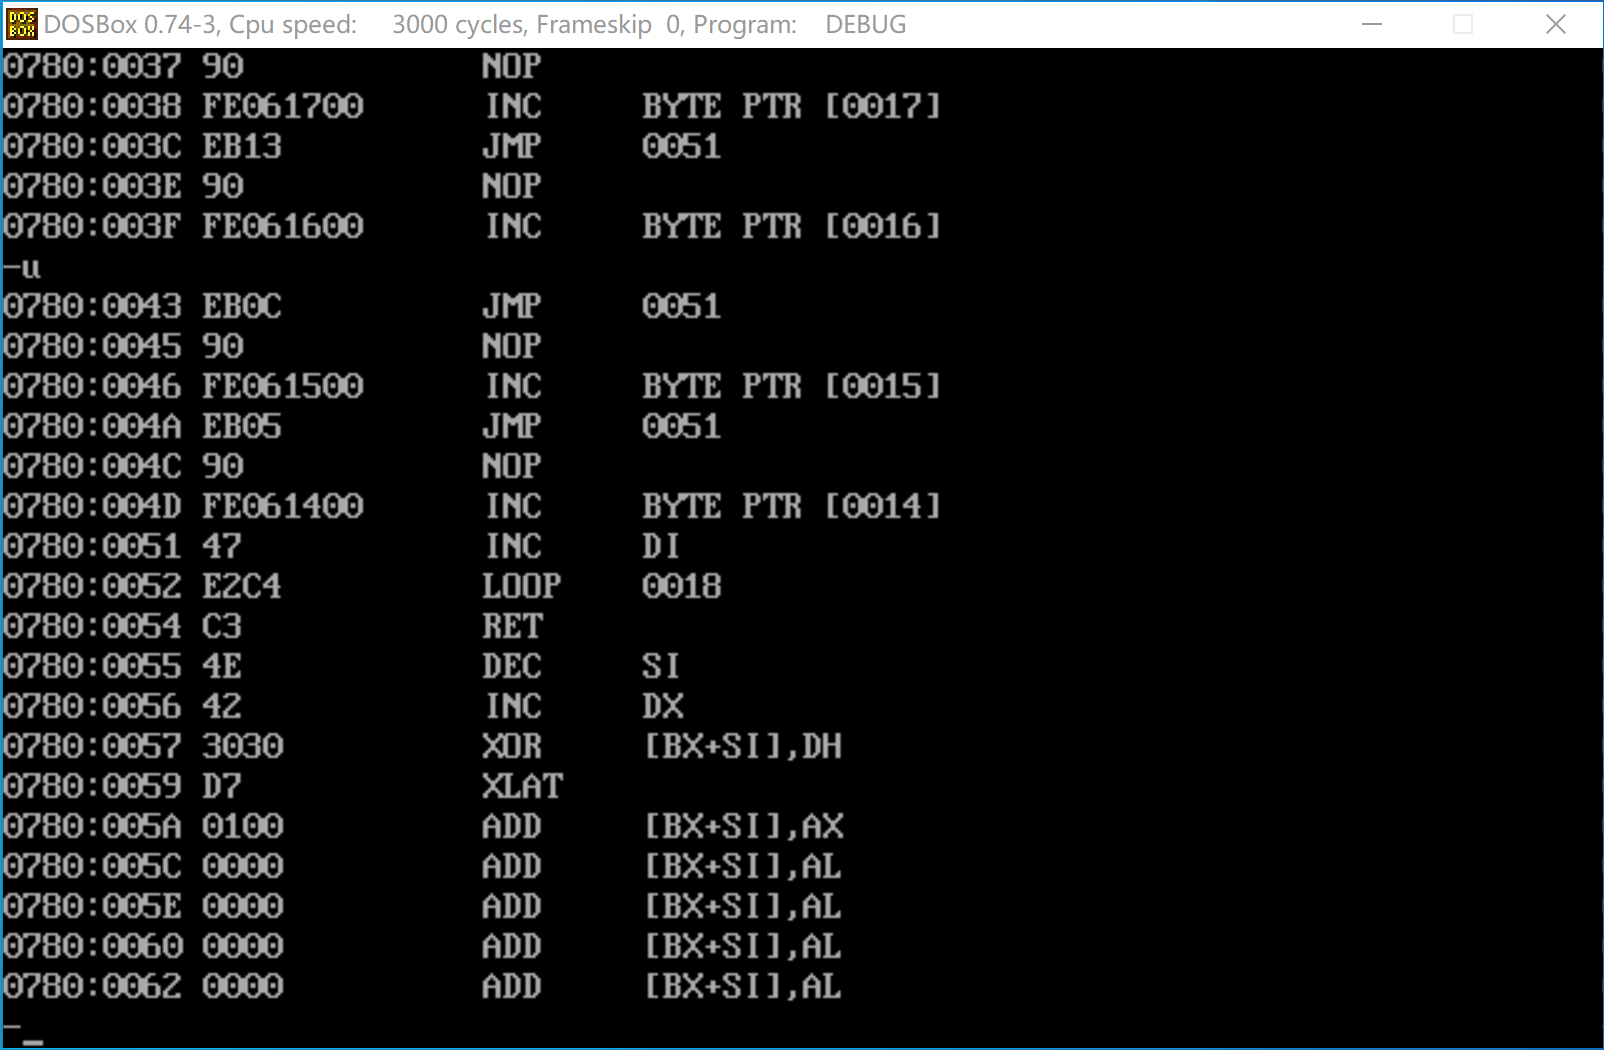 DOS BOX DOSBox 0.74-3, Cpu speed: 3000 cycles, Frameskip 0, Program: DEBUG
0780:0037 90 NOP
0780:0038 FE061700 INC BYTE PTR [0017]
0780:003C EB13 JMP 0051
0780:003E 90 NOP
0780:003F FE061600 INC BYTE PTR [0016]
-u
0780:0043 EB0C JMP 0051
0780:0045 90 NOP
0780:0046 FE061500 INC BYTE PTR [0015]
0780:004A EB05 JMP 0051
0780:004C 90 NOP
0780:004D FE061400 INC BYTE PTR [0014]
0780:0051 47 INC DI
0780:0052 E2C4 LOOP 0018
0780:0054 C3 RET
0780:0055 4E DEC SI
0780:0056 42 INC DX
0780:0057 3030 XOR [BX+SI],DH
0780:0059 D7 XLAT
0780:005A 0100 ADD [BX+SI],AX
0780:005C 0000 ADD [BX+SI],AL
0780:005E 0000 ADD [BX+SI],AL
0780:0060 0000 ADD [BX+SI],AL
0780:0062 0000 ADD [BX+SI],AL
-_